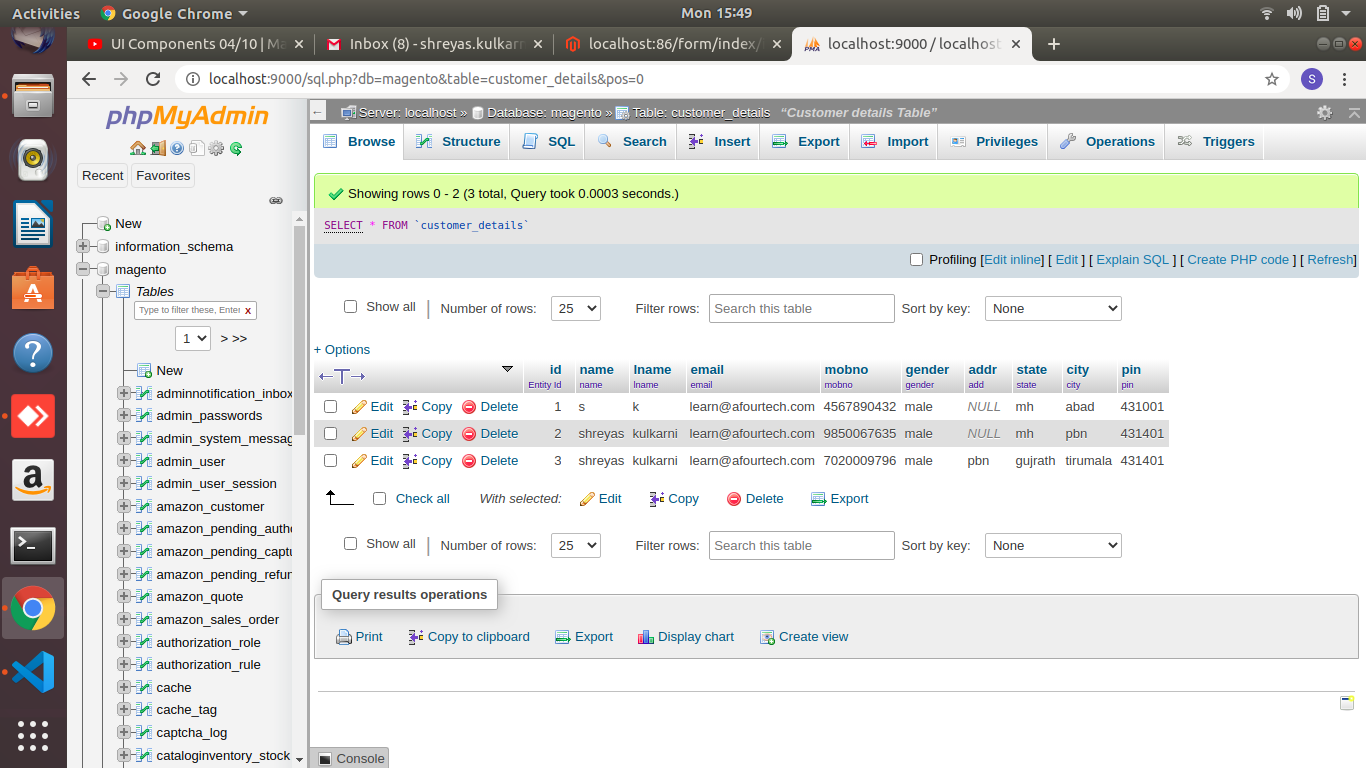 Activities Google Chrome Mon 15:49
UI Components 04/10 | Ma Inbox (8) - shreyas.kulkarn localhost:86/form/index/ localhost:9000 / localhost
localhost:9000/sql.php?db=magento&table=customer_details&pos=0 S
phpMyAdmin
Recent Favorites
New
information_schema
magento
Tables
Type to filter these, Enter X
1 > >>
New
adminnotification_inbox
admin_passwords
admin_system_messag
admin_user
admin_user_session
amazon_customer
amazon_pending_autho
amazon_pending_captu
amazon_pending_refun
amazon_quote
amazon_sales_order
authorization_role
authorization_rule
cache
cache_tag
captcha_log
cataloginventory_stock
Server: localhost » Database: magento » Table: customer_details "Customer details Table"
Browse Structure SQL Search Insert Export Import Privileges Operations Triggers
Showing rows 0 - 2 (3 total, Query took 0.0003 seconds.)
SELECT * FROM `customer_details`
Profiling [Edit inline] [ Edit ] [ Explain SQL ] [ Create PHP code ] [ Refresh]
Show all | Number of rows: 25 Filter rows: Search this table Sort by key: None
+ Options
id name lname email mobno gender addr state city pin
Entity Id name lname email mobno gender add state city pin
Edit Copy Delete 1 s k learn@afourtech.com 4567890432 male NULL mh abad 431001
Edit Copy Delete 2 shreyas kulkarni learn@afourtech.com 9850067635 male NULL mh pbn 431401
Edit Copy Delete 3 shreyas kulkarni learn@afourtech.com 7020009796 male pbn gujrath tirumala 431401
Check all With selected: Edit Copy Delete Export
Show all | Number of rows: 25 Filter rows: Search this table Sort by key: None
Query results operations
Print Copy to clipboard Export Display chart Create view
Console